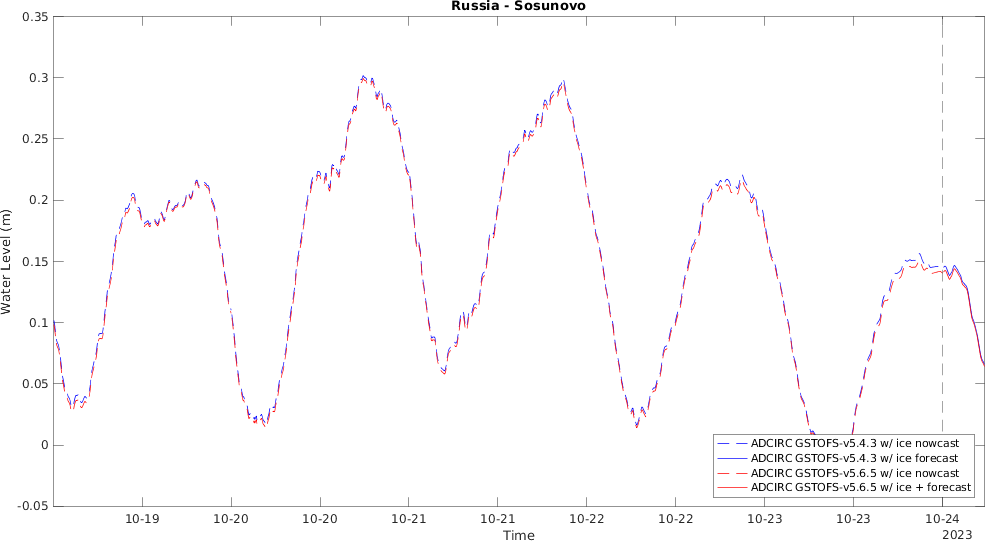 Russia - Sosunovo
0.35
0.3
0.25
0.2
0.15
0.1
0.05
0
-0.05
Water Level (m)
ADCIRC GSTOFS-v5.4.3 w/ ice nowcast
ADCIRC GSTOFS-v5.4.3 w/ ice forecast
ADCIRC GSTOFS-v5.6.5 w/ ice nowcast
ADCIRC GSTOFS-v5.6.5 w/ ice + forecast
10-19 10-20 10-20 10-21 10-21 10-22 10-22 10-23 10-23 10-24
Time
2023